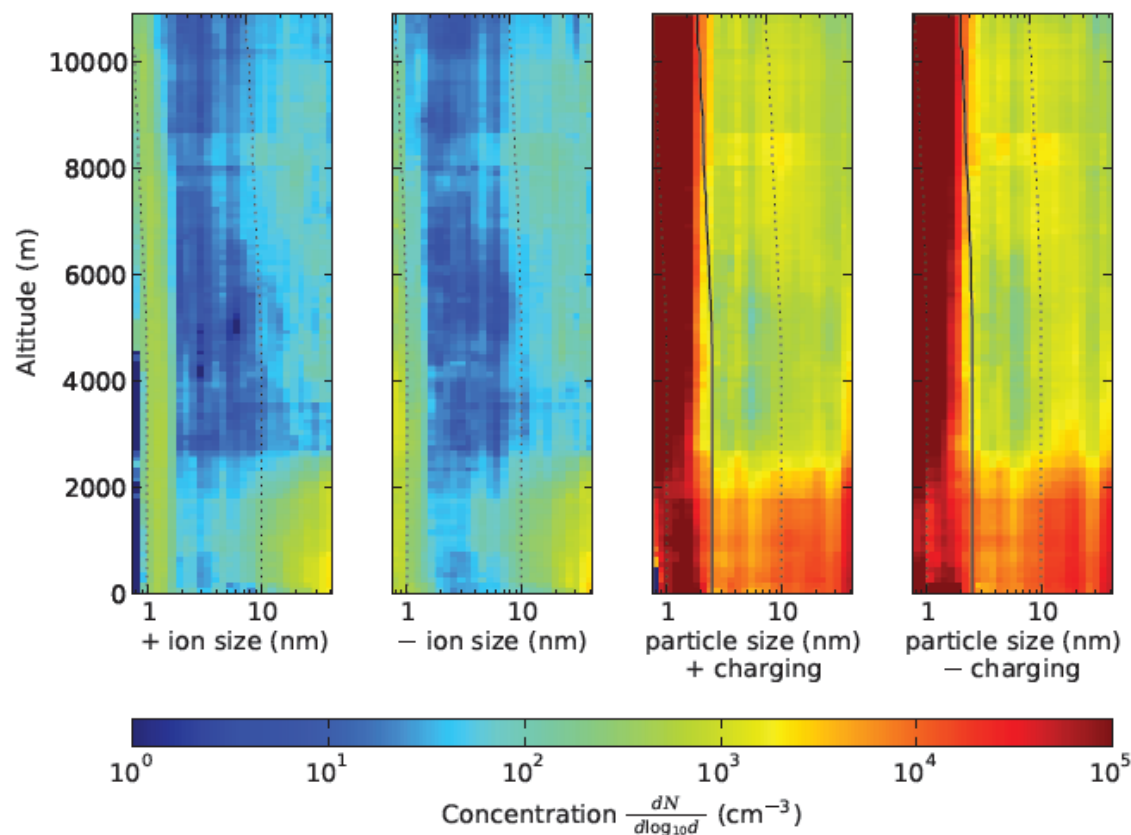 Altitude (m)
10000
8000
6000
4000
2000
0
1 10
+ ion size (nm)
1 10
− ion size (nm)
1 10
particle size (nm)
+ charging
1 10
particle size (nm)
− charging
10⁰ 10¹ 10² 10³ 10⁴ 10⁵
Concentration dN/dlog₁₀d (cm⁻³)